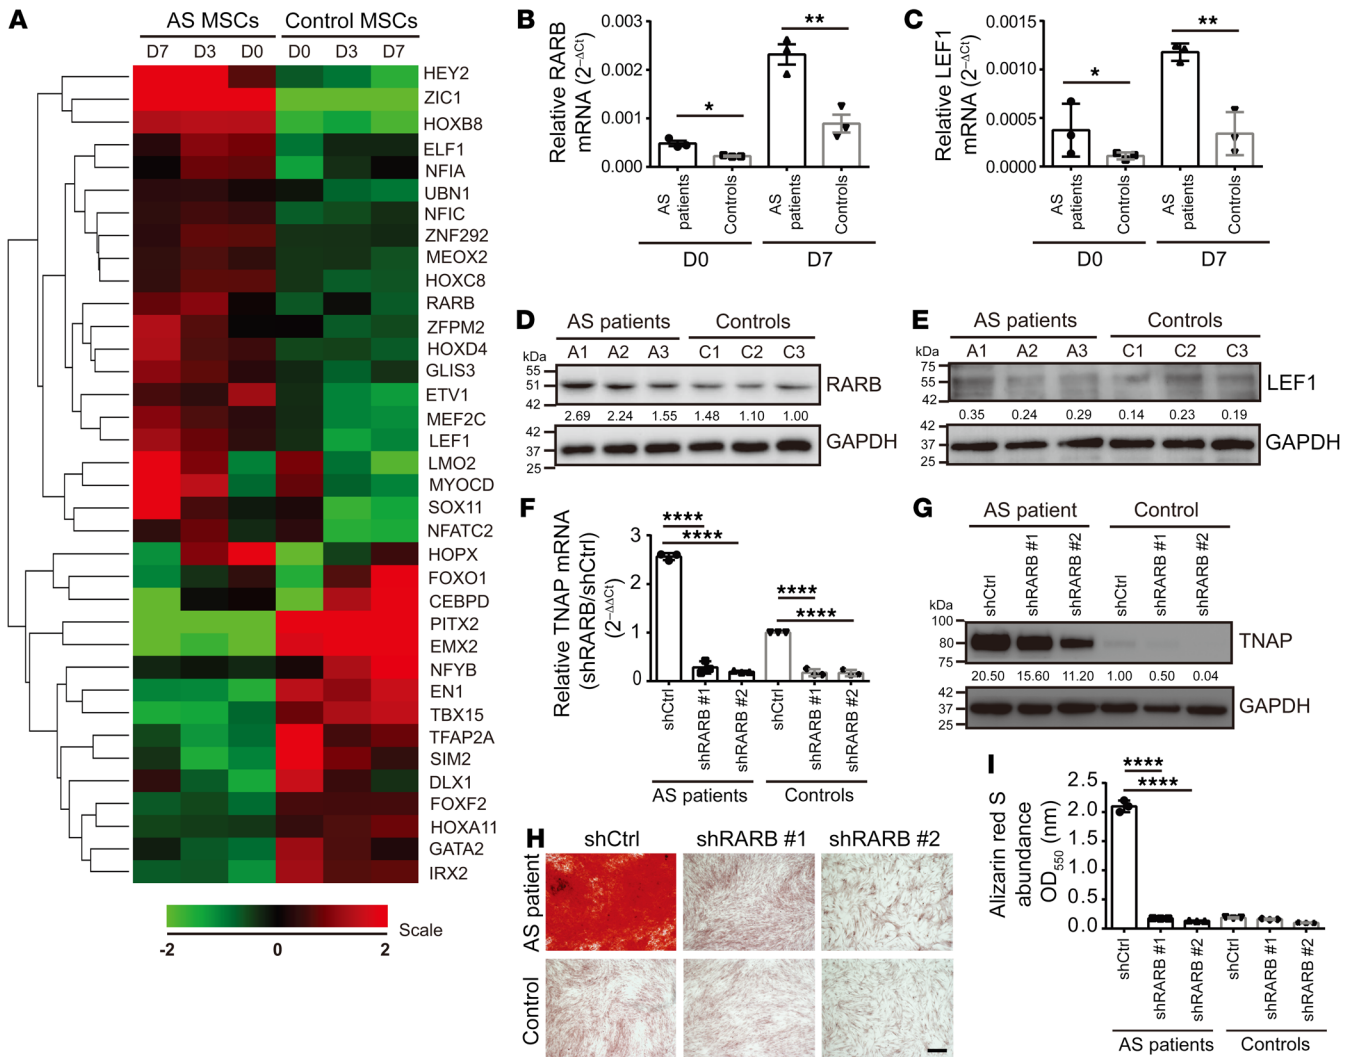 A
AS MSCs Control MSCs
D7 D3 D0 D0 D3 D7
HEY2
ZIC1
HOXB8
ELF1
NFIA
UBN1
NFIC
ZNF292
MEOX2
HOXC8
RARB
ZFPM2
HOXD4
GLIS3
ETV1
MEF2C
LEF1
LMO2
MYOCD
SOX11
NFATC2
HOPX
FOXO1
CEBPD
PITX2
EMX2
NFYB
EN1
TBX15
TFAP2A
SIM2
DLX1
FOXF2
HOXA11
GATA2
IRX2
Scale
-2 0 2
B
Relative RARB
mRNA (2−ΔCt)
0.003
0.002
0.001
0.000
*
**
AS patients
Controls
AS patients
Controls
D0 D7
C
Relative LEF1
mRNA (2−ΔCt)
0.0015
0.0010
0.0005
0.0000
*
**
AS patients
Controls
AS patients
Controls
D0 D7
D
AS patients Controls
kDa A1 A2 A3 C1 C2 C3
55
51
42
RARB
2.69 2.24 1.55 1.48 1.10 1.00
42
37
25
GAPDH
E
AS patients Controls
kDa A1 A2 A3 C1 C2 C3
75
55
42
LEF1
0.35 0.24 0.29 0.14 0.23 0.19
42
37
25
GAPDH
F
Relative TNAP mRNA
(shRARB/shCtrl)
(2−ΔΔCt)
3
2
1
0
****
****
****
****
shCtrl
shRARB #1
shRARB #2
shCtrl
shRARB #1
shRARB #2
AS patients Controls
G
AS patient Control
shCtrl
shRARB #1
shRARB #2
shCtrl
shRARB #1
shRARB #2
kDa
100
80
75
TNAP
20.50 15.60 11.20 1.00 0.50 0.04
42
37
25
GAPDH
H
shCtrl shRARB #1 shRARB #2
AS patient
Control
I
Alizarin red S
abundance
OD550 (nm)
2.5
2.0
1.5
1.0
0.5
0.0
****
****
shCtrl
shRARB #1
shRARB #2
shCtrl
shRARB #1
shRARB #2
AS patients Controls